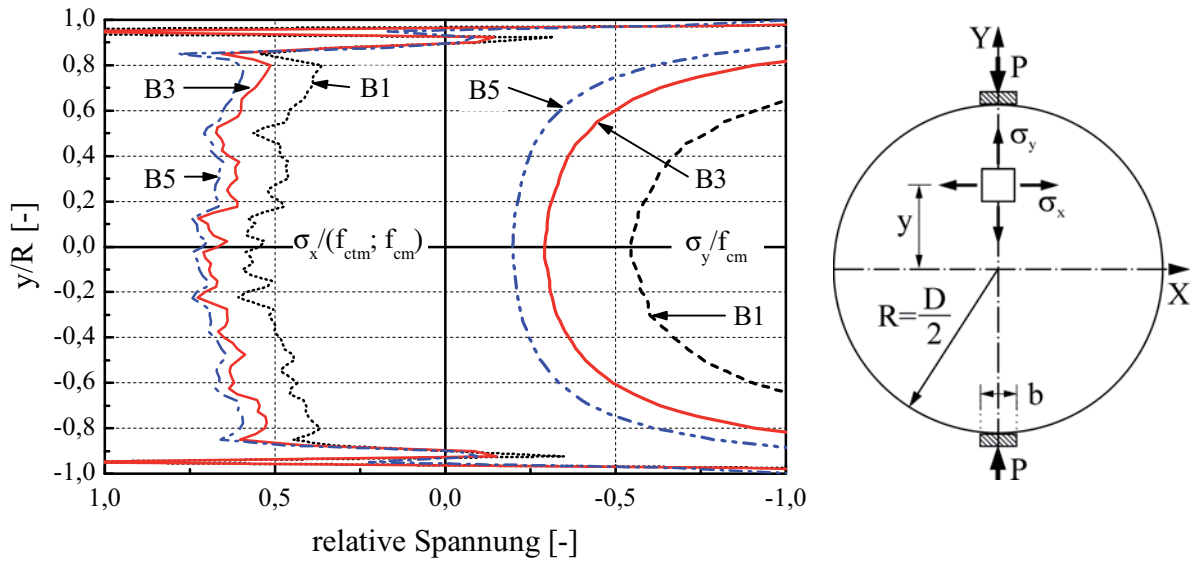 1,0
0,8
0,6
0,4
0,2
0,0
-0,2
-0,4
-0,6
-0,8
-1,0
y/R [-]
B3
B1
B5
σx/(fctm; fcm)
B5
B3
σy/fcm
B1
1,0
0,5
0,0
-0,5
-1,0
relative Spannung [-]
Y
P
σy
σx
y
X
R=D/2
b
P